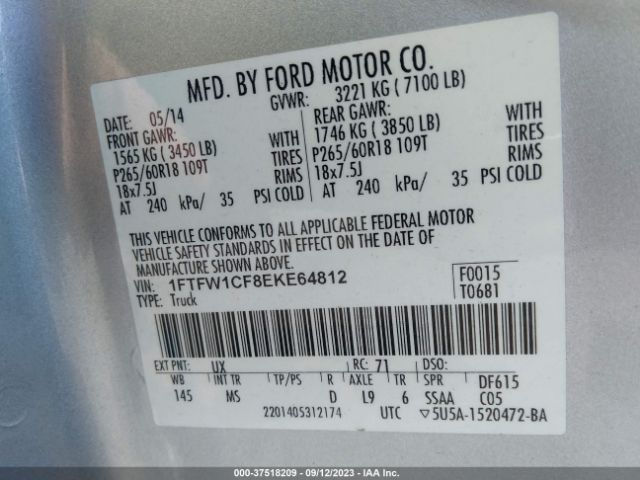 MFD. BY FORD MOTOR CO.
DATE: 05/14 GVWR: 3221 KG ( 7100 LB)
FRONT GAWR: REAR GAWR:
1565 KG ( 3450 LB) WITH 1746 KG ( 3850 LB) WITH
P265/60R18 109T TIRES P265/60R18 109T TIRES
18x7.5J RIMS 18x7.5J RIMS
AT 240 kPa/ 35 PSI COLD AT 240 kPa/ 35 PSI COLD
THIS VEHICLE CONFORMS TO ALL APPLICABLE FEDERAL MOTOR
VEHICLE SAFETY STANDARDS IN EFFECT ON THE DATE OF
MANUFACTURE SHOWN ABOVE.
VIN: 1FTFW1CF8EKE64812 F0015
TYPE: Truck T0681
EXT PNT: UX RC: 71 DSO:
WB INT TR TP/PS R AXLE TR SPR DF615
145 MS D L9 6 SSAA C05
2201405312174 UTC ▽5U5A-1520472-BA
000-37518209 - 09/12/2023 - IAA Inc.